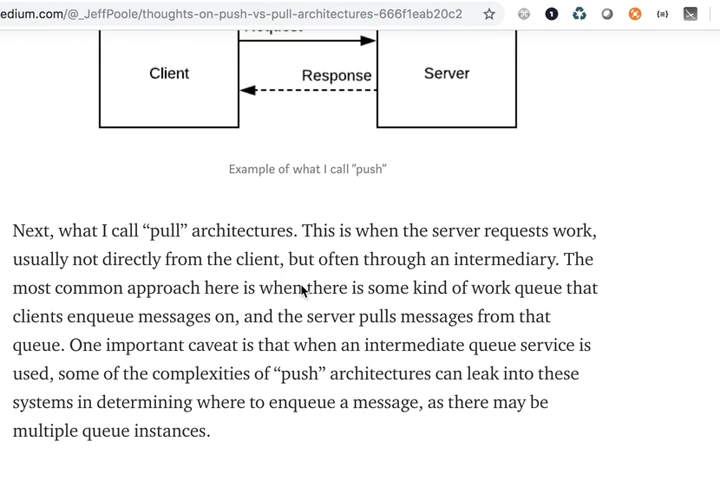 edium.com/@_JeffPoole/thoughts-on-push-vs-pull-architectures-666f1eab20c2
Request
Client
Response
Server
Example of what I call "push"
Next, what I call “pull” architectures. This is when the server requests work,
usually not directly from the client, but often through an intermediary. The
most common approach here is when there is some kind of work queue that
clients enqueue messages on, and the server pulls messages from that
queue. One important caveat is that when an intermediate queue service is
used, some of the complexities of “push” architectures can leak into these
systems in determining where to enqueue a message, as there may be
multiple queue instances.